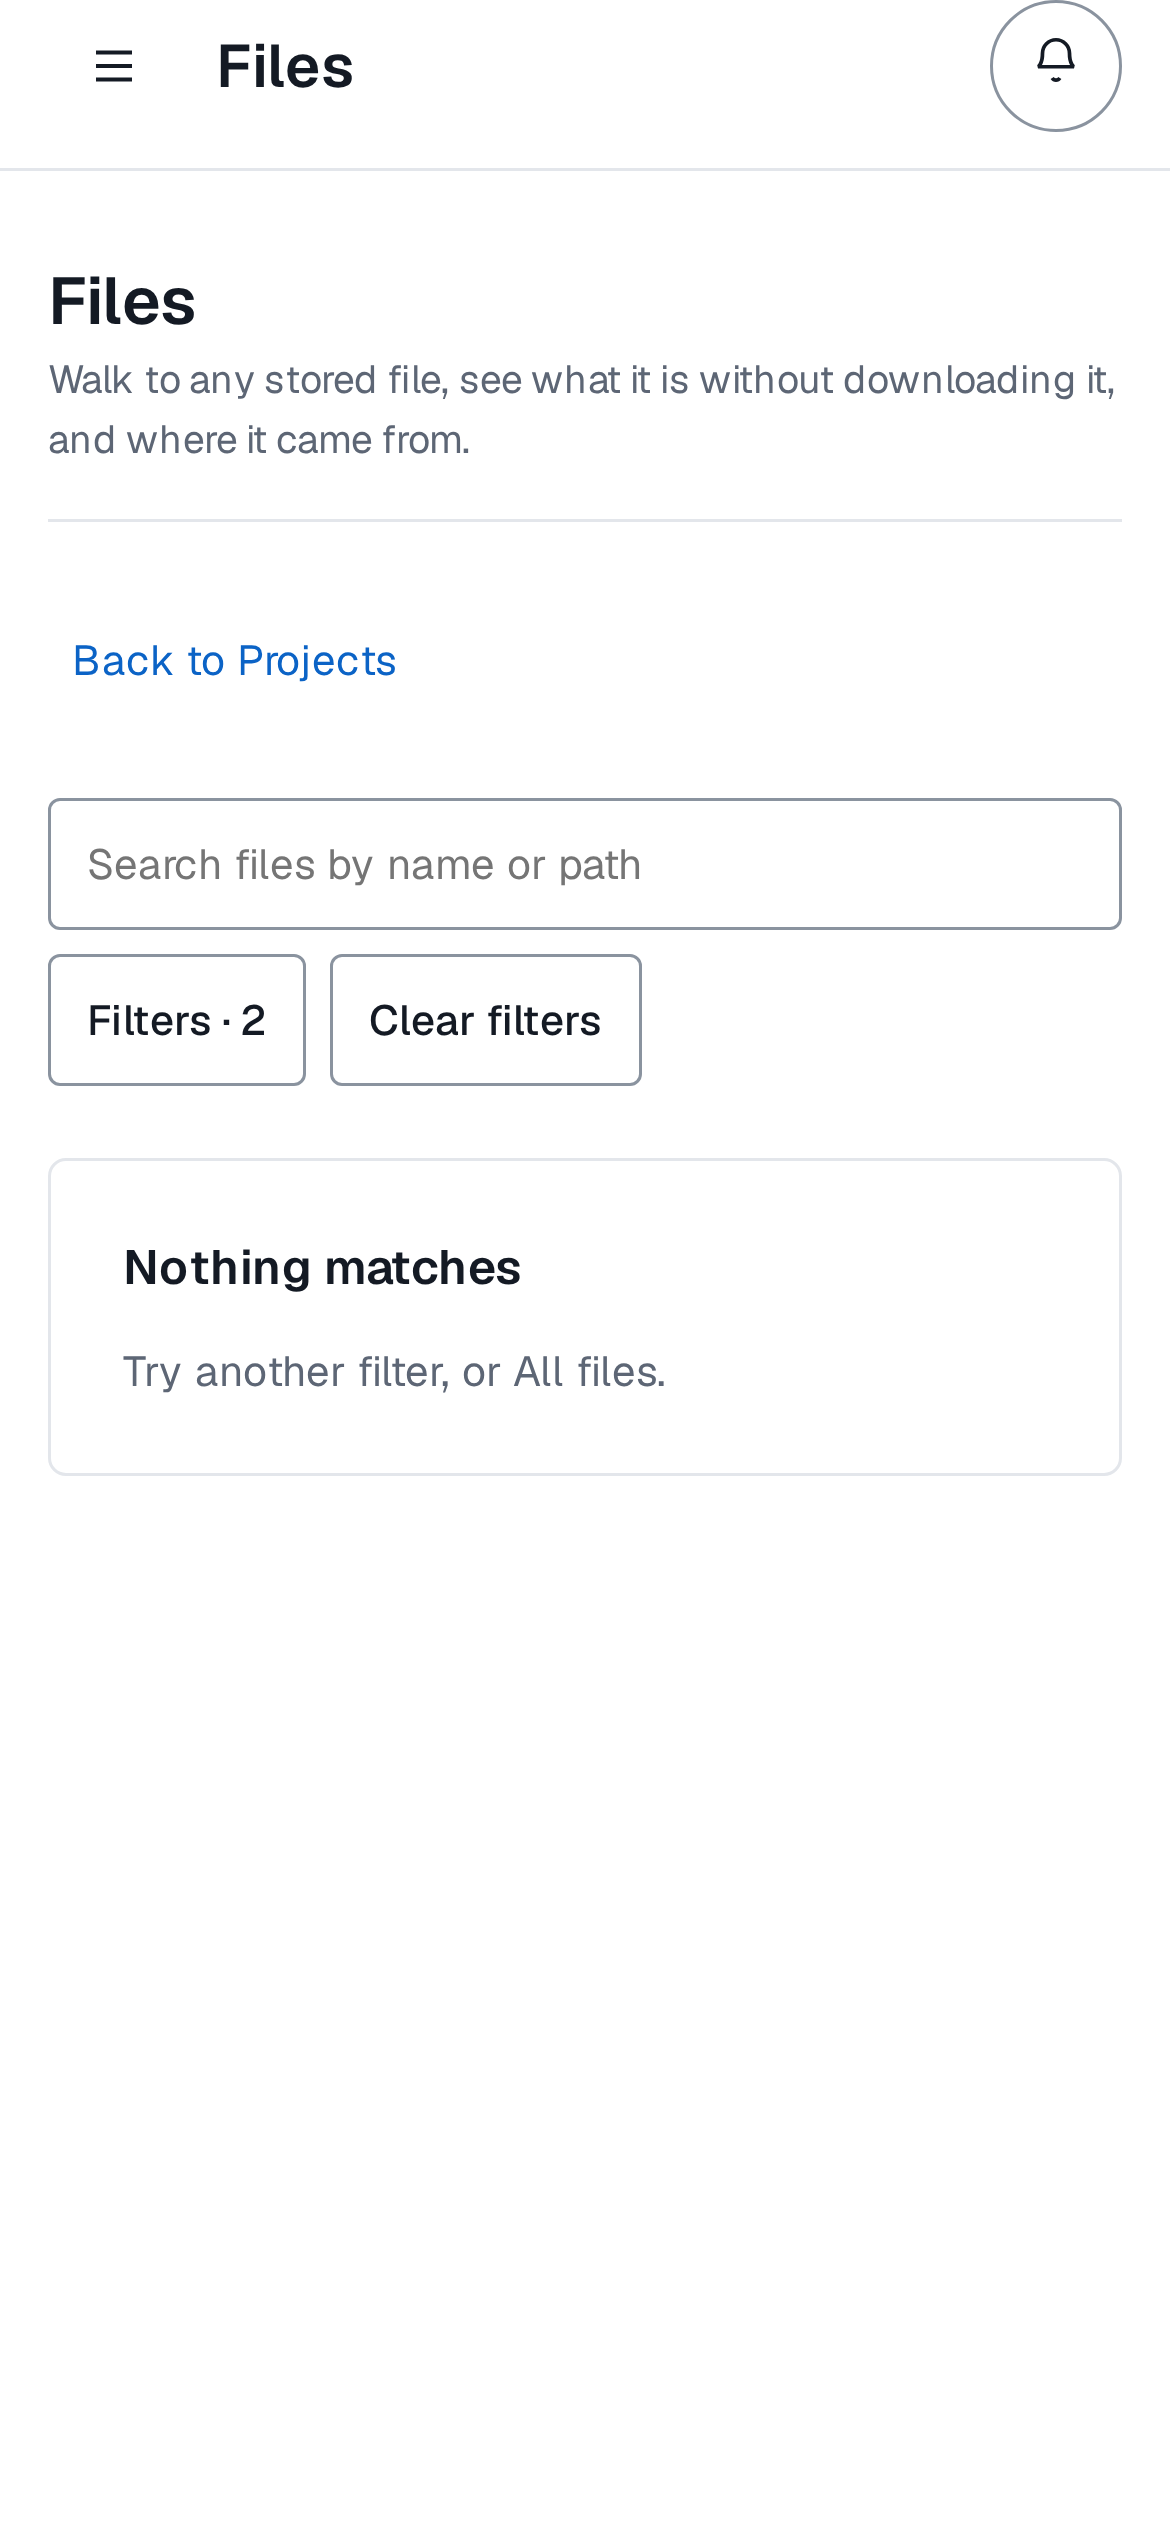 Files
Files
Walk to any stored file, see what it is without downloading it,
and where it came from.
Back to Projects
Search files by name or path
Filters · 2
Clear filters
Nothing matches
Try another filter, or All files.